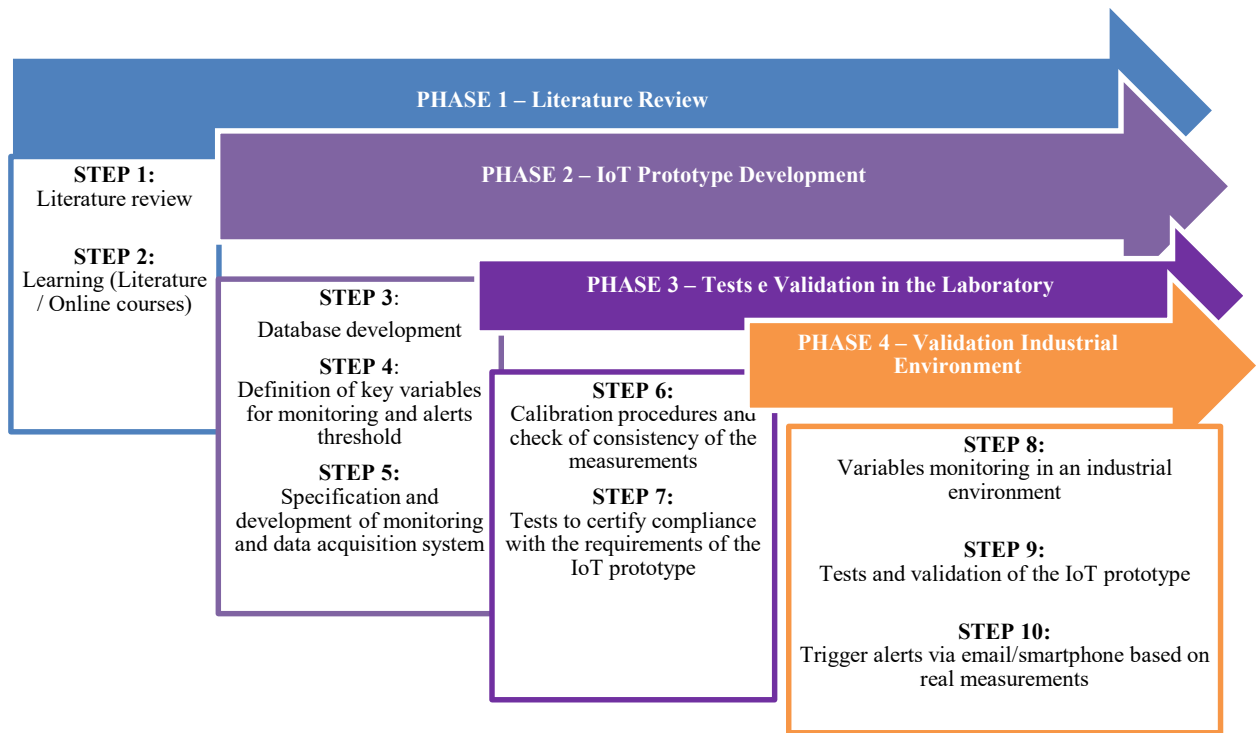 PHASE 1 – Literature Review
STEP 1:
Literature review
STEP 2:
Learning (Literature
/ Online courses)
PHASE 2 – IoT Prototype Development
STEP 3:
Database development
STEP 4:
Definition of key variables
for monitoring and alerts
threshold
STEP 5:
Specification and
development of monitoring
and data acquisition system
PHASE 3 – Tests e Validation in the Laboratory
STEP 6:
Calibration procedures and
check of consistency of the
measurements
STEP 7:
Tests to certify compliance
with the requirements of the
IoT prototype
PHASE 4 – Validation Industrial
Environment
STEP 8:
Variables monitoring in an industrial
environment
STEP 9:
Tests and validation of the IoT prototype
STEP 10:
Trigger alerts via email/smartphone based on
real measurements